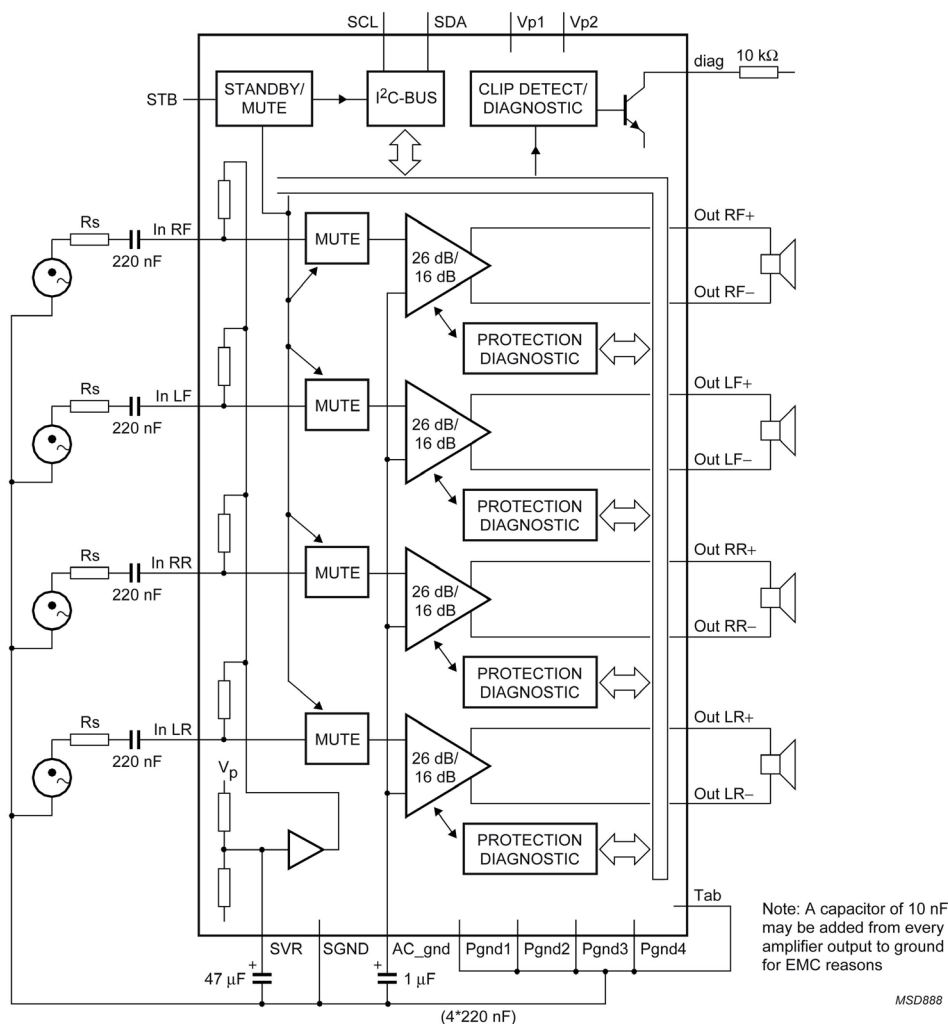 SCL SDA Vp1 Vp2
diag 10 kΩ
STB
STANDBY/
MUTE
I²C-BUS
CLIP DETECT/
DIAGNOSTIC
Rs
In RF
220 nF
MUTE
26 dB/
16 dB
Out RF+
Out RF−
PROTECTION
DIAGNOSTIC
Rs
In LF
220 nF
MUTE
26 dB/
16 dB
Out LF+
Out LF−
PROTECTION
DIAGNOSTIC
Rs
In RR
220 nF
MUTE
26 dB/
16 dB
Out RR+
Out RR−
PROTECTION
DIAGNOSTIC
Rs
In LR
220 nF
MUTE
26 dB/
16 dB
Out LR+
Out LR−
Vp
PROTECTION
DIAGNOSTIC
Tab
SVR SGND AC_gnd Pgnd1 Pgnd2 Pgnd3 Pgnd4
+ +
47 µF 1 µF
(4*220 nF)
Note: A capacitor of 10 nF
may be added from every
amplifier output to ground
for EMC reasons
MSD888